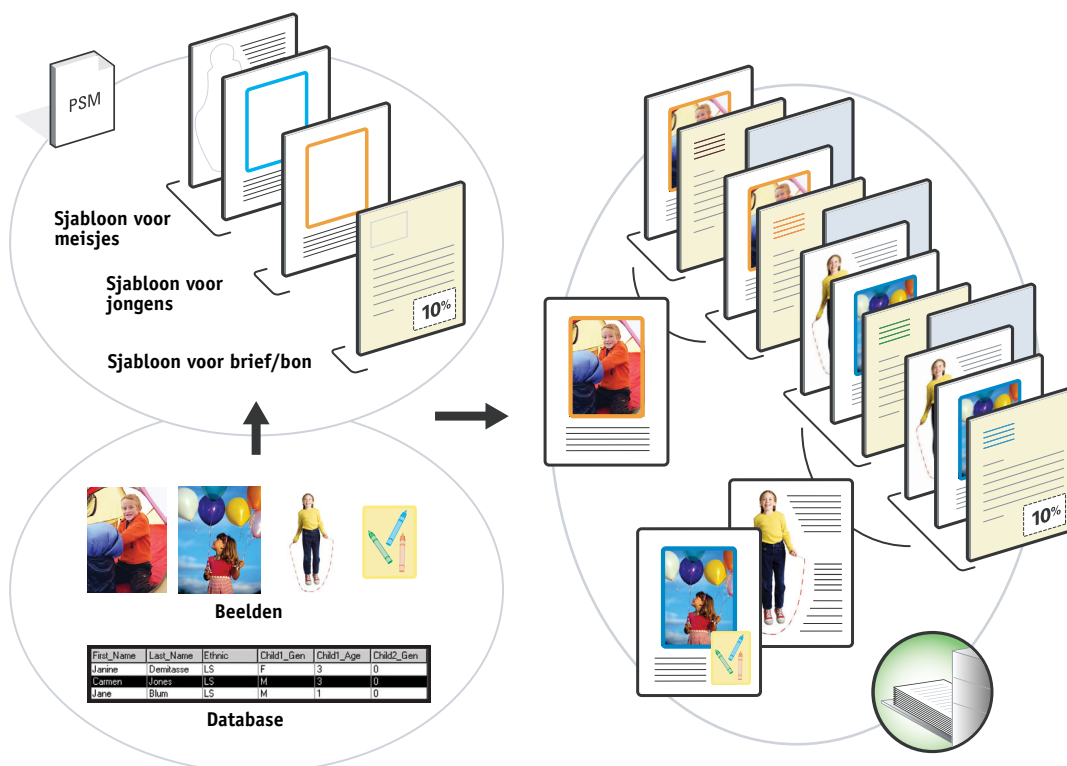 PSM
Sjabloon voor
meisjes
Sjabloon voor
jongens
Sjabloon voor brief/bon
10%
10%
Beelden
First_Name Last_Name Ethnic Child1_Gen Child1_Age Child2_Gen
Janine Demitasse LS F 3 0
Carmen Jones LS M 3 0
Jane Blum LS M 1 0
Database